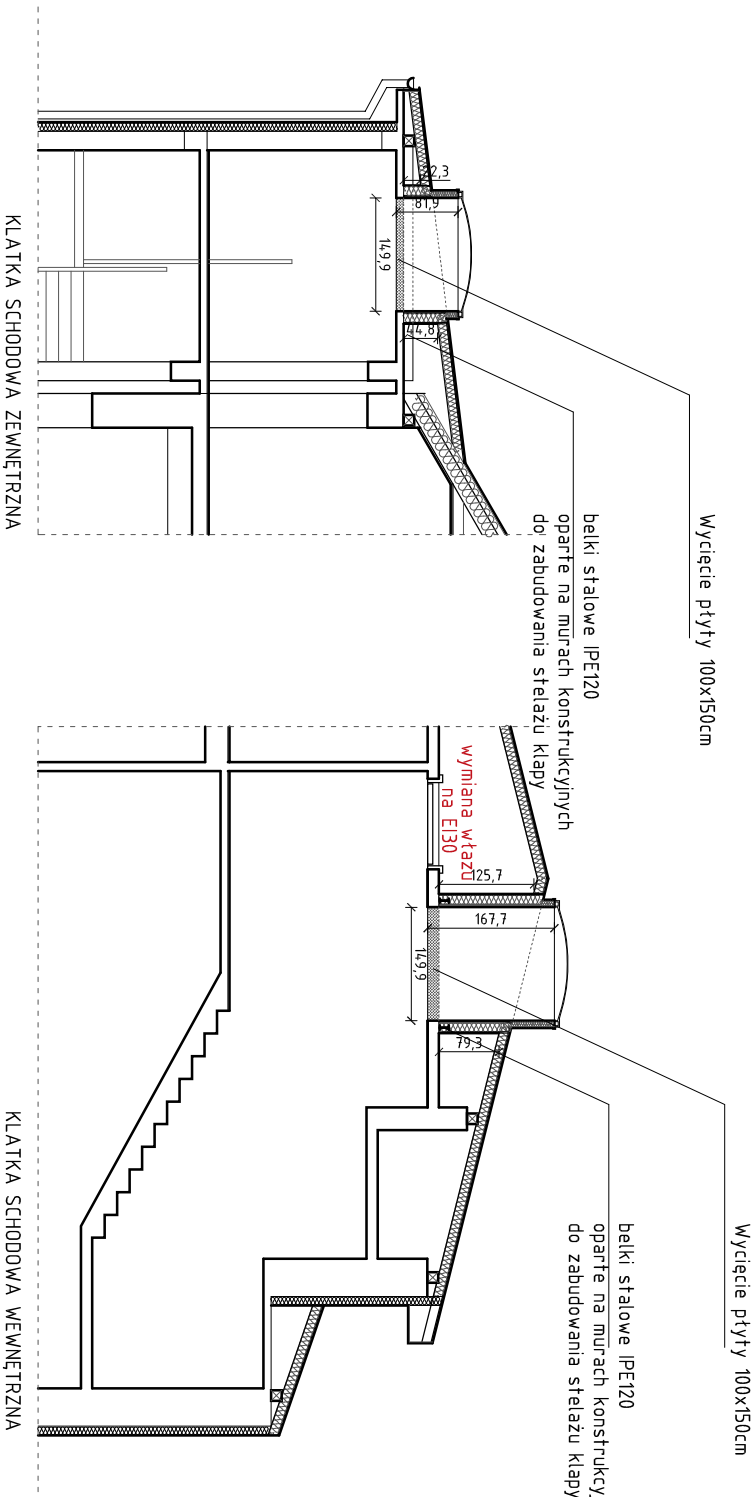 Wycięcie płyty 100x150cm
belki stalowe IPE120
oparte na murach konstrukcyjnych
do zabudowania stelażu klapy
81,9
149,9
44,8
KLATKA SCHODOWA ZEWNĘTRZNA
Wycięcie płyty 100x150cm
belki stalowe IPE120
oparte na murach konstrukcy.
do zabudowania stelażu klapy
wymiana włazu
na EI30
125,7
167,7
149,9
79,3
KLATKA SCHODOWA WEWNĘTRZNA